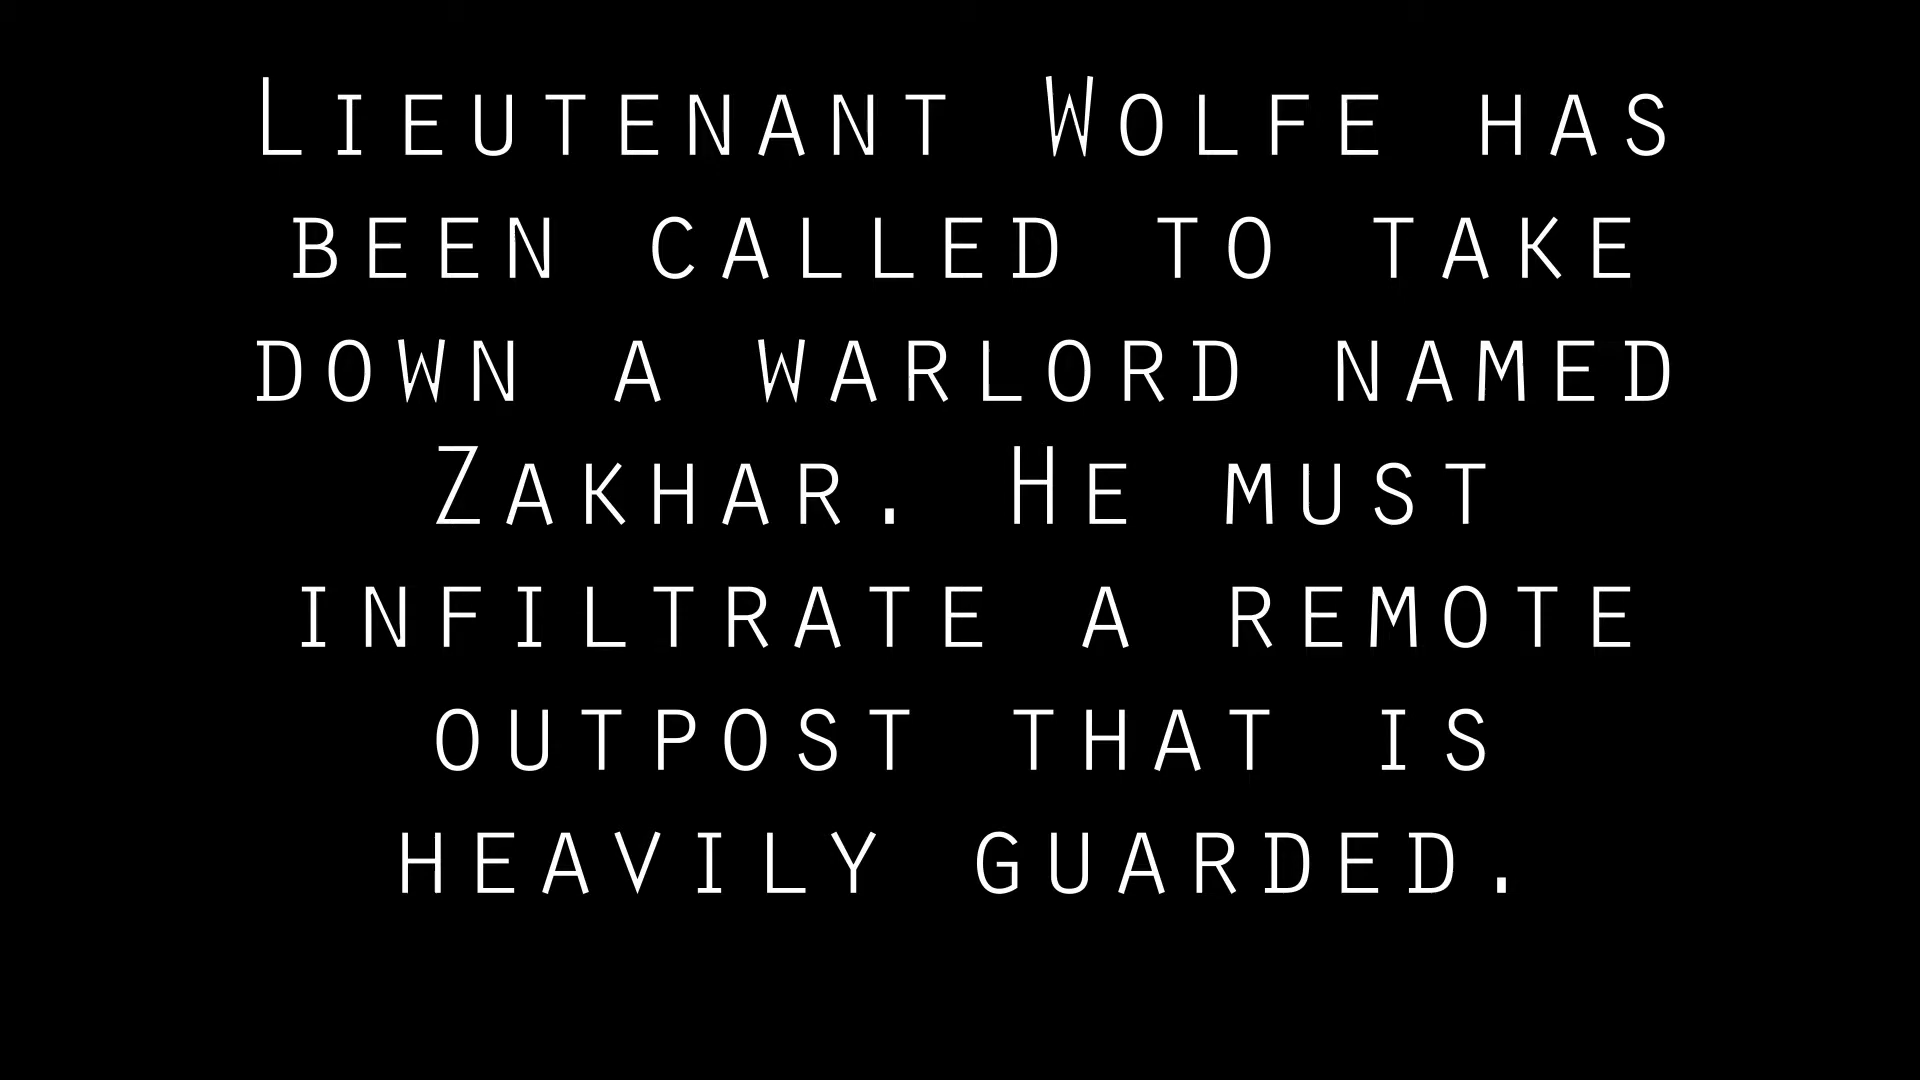 Lieutenant Wolfe has
been called to take
down a warlord named
Zakhar. He must
infiltrate a remote
outpost that is
heavily guarded.